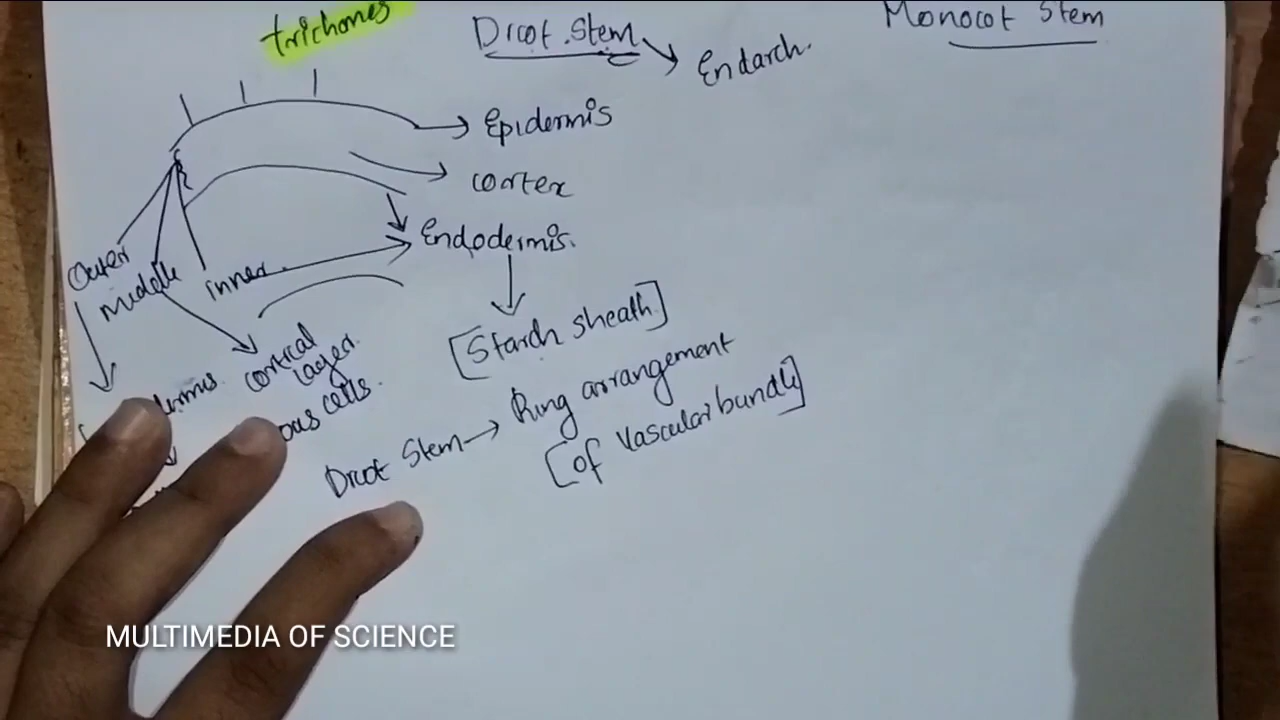 trichomes
Dicot Stem
Monocot Stem
Endarch.
Epidermis
cortex
Endodermis.
Outer
middle
inner
[Starch sheath]
cortical
layer.
cells.
Dicot Stem → Ring arrangement
[of vascular bundle]
MULTIMEDIA OF SCIENCE